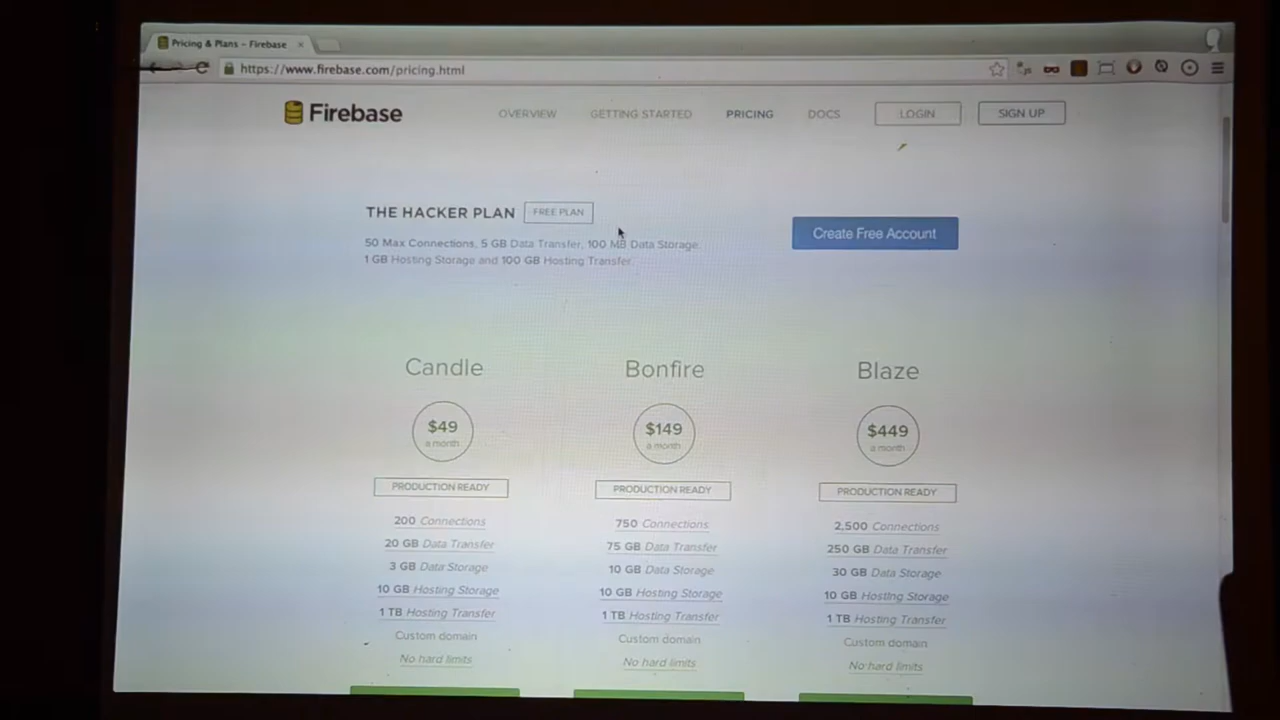 Pricing & Plans – Firebase
https://www.firebase.com/pricing.html
Firebase
OVERVIEW GETTING STARTED PRICING DOCS LOGIN SIGN UP
THE HACKER PLAN FREE PLAN
50 Max Connections, 5 GB Data Transfer, 100 MB Data Storage,
1 GB Hosting Storage and 100 GB Hosting Transfer.
Create Free Account
Candle
$49
a month
PRODUCTION READY
200 Connections
20 GB Data Transfer
3 GB Data Storage
10 GB Hosting Storage
1 TB Hosting Transfer
Custom domain
No hard limits
Bonfire
$149
a month
PRODUCTION READY
750 Connections
75 GB Data Transfer
10 GB Data Storage
10 GB Hosting Storage
1 TB Hosting Transfer
Custom domain
No hard limits
Blaze
$449
a month
PRODUCTION READY
2,500 Connections
250 GB Data Transfer
30 GB Data Storage
10 GB Hosting Storage
1 TB Hosting Transfer
Custom domain
No hard limits